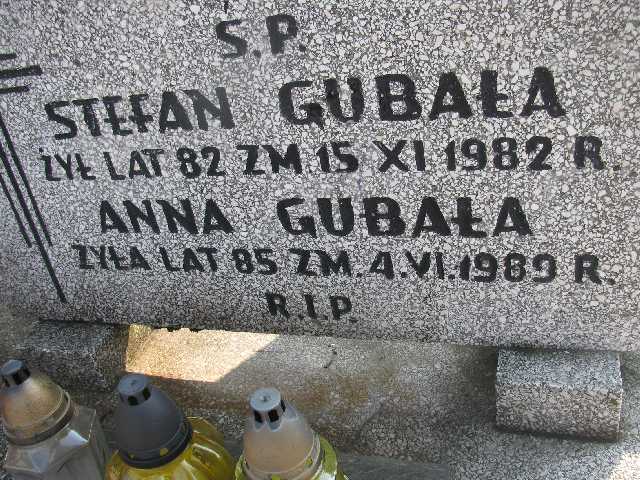 Ś.P.
STEFAN GUBAŁA
ŻYŁ LAT 82 ZM. 15 XI 1982 R.
ANNA GUBAŁA
ŻYŁA LAT 85 ZM. 4.VI.1989 R.
R.I.P.